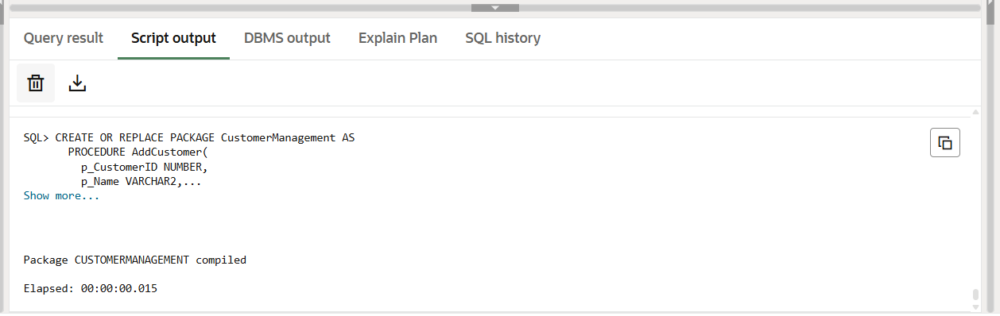 Query result Script output DBMS output Explain Plan SQL history
SQL> CREATE OR REPLACE PACKAGE CustomerManagement AS
PROCEDURE AddCustomer(
p_CustomerID NUMBER,
p_Name VARCHAR2,...
Show more...
Package CUSTOMERMANAGEMENT compiled
Elapsed: 00:00:00.015